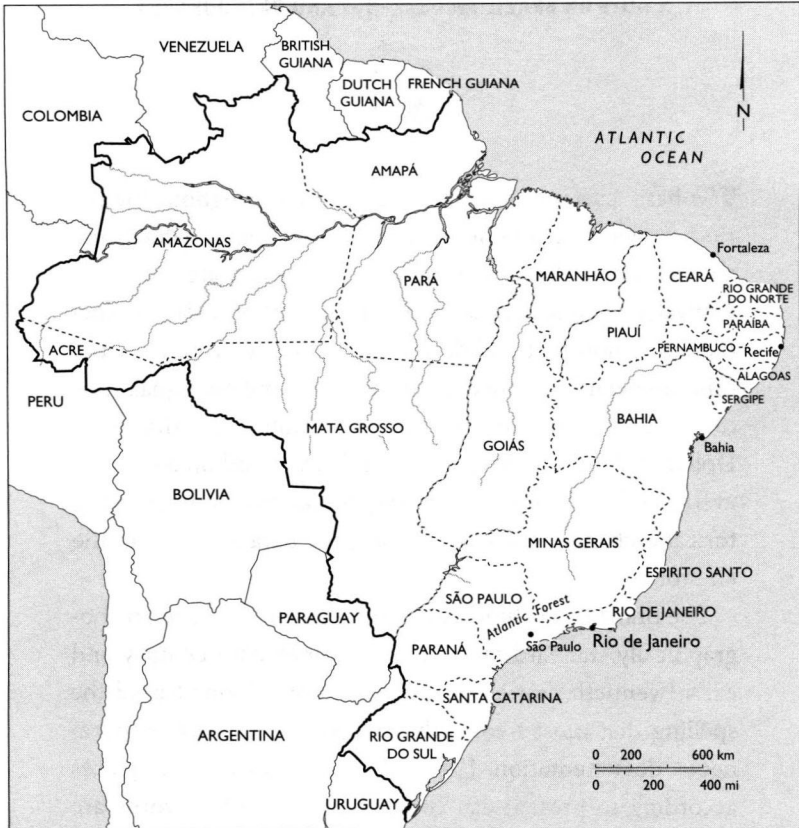 VENEZUELA
BRITISH
GUIANA
DUTCH
GUIANA
FRENCH GUIANA
COLOMBIA
N
ATLANTIC
OCEAN
AMAPÁ
AMAZONAS
PARÁ
MARANHÃO
CEARÁ
Fortaleza
RIO GRANDE
DO NORTE
PARAÍBA
PIAUÍ
PERNAMBUCO
Recife
ALAGOAS
SERGIPE
ACRE
PERU
MATA GROSSO
GOIÁS
BAHIA
Bahia
BOLIVIA
MINAS GERAIS
ESPIRITO SANTO
SÃO PAULO
Atlantic Forest
RIO DE JANEIRO
Rio de Janeiro
São Paulo
PARAGUAY
PARANÁ
SANTA CATARINA
ARGENTINA
RIO GRANDE
DO SUL
URUGUAY
0 200 600 km
0 200 400 mi